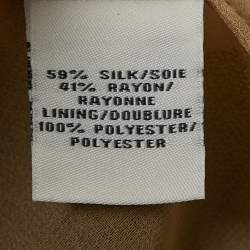 59% SILK/SOIE
41% RAYON/
RAYONNE
LINING/DOUBLURE
100% POLYESTER/
POLYESTER